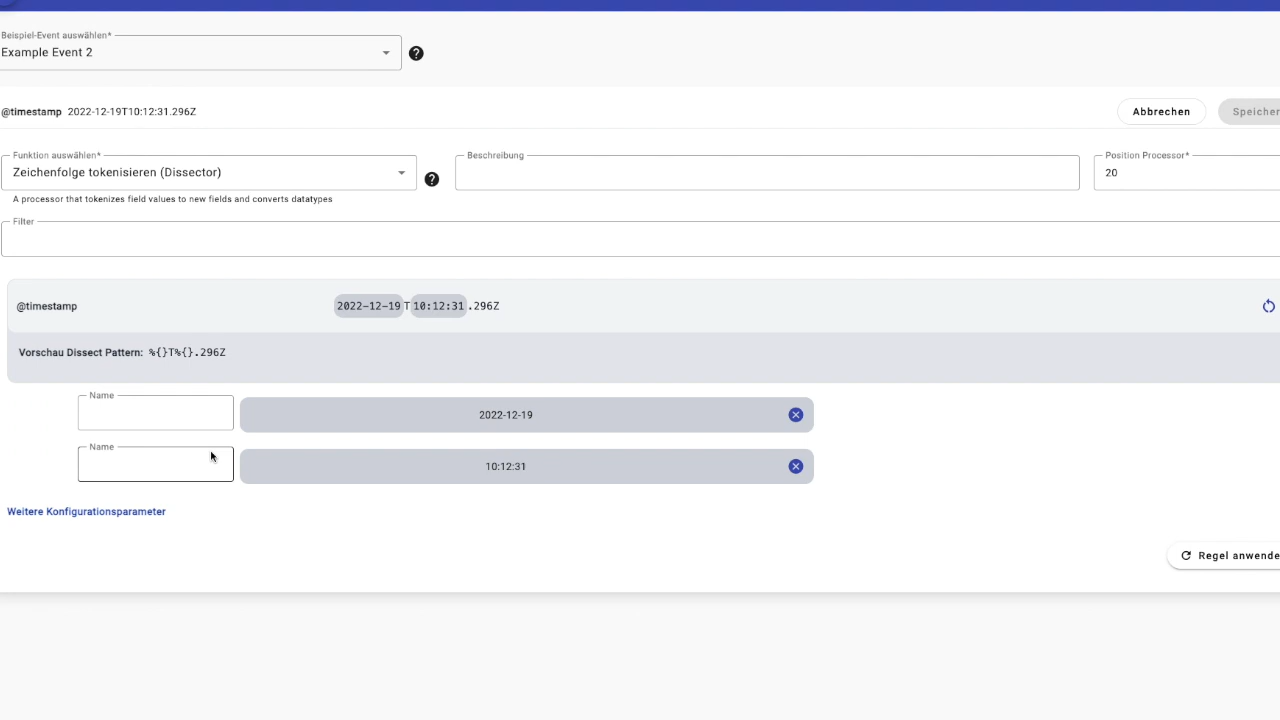 Beispiel-Event auswählen*
Example Event 2
@timestamp 2022-12-19T10:12:31.296Z
Abbrechen
Speicher
Funktion auswählen*
Zeichenfolge tokenisieren (Dissector)
Beschreibung
Position Processor*
20
A processor that tokenizes field values to new fields and converts datatypes
Filter
@timestamp 2022-12-19T10:12:31.296Z
Vorschau Dissect Pattern: %{}T%{}.296Z
Name
2022-12-19
Name
10:12:31
Weitere Konfigurationsparameter
Regel anwende